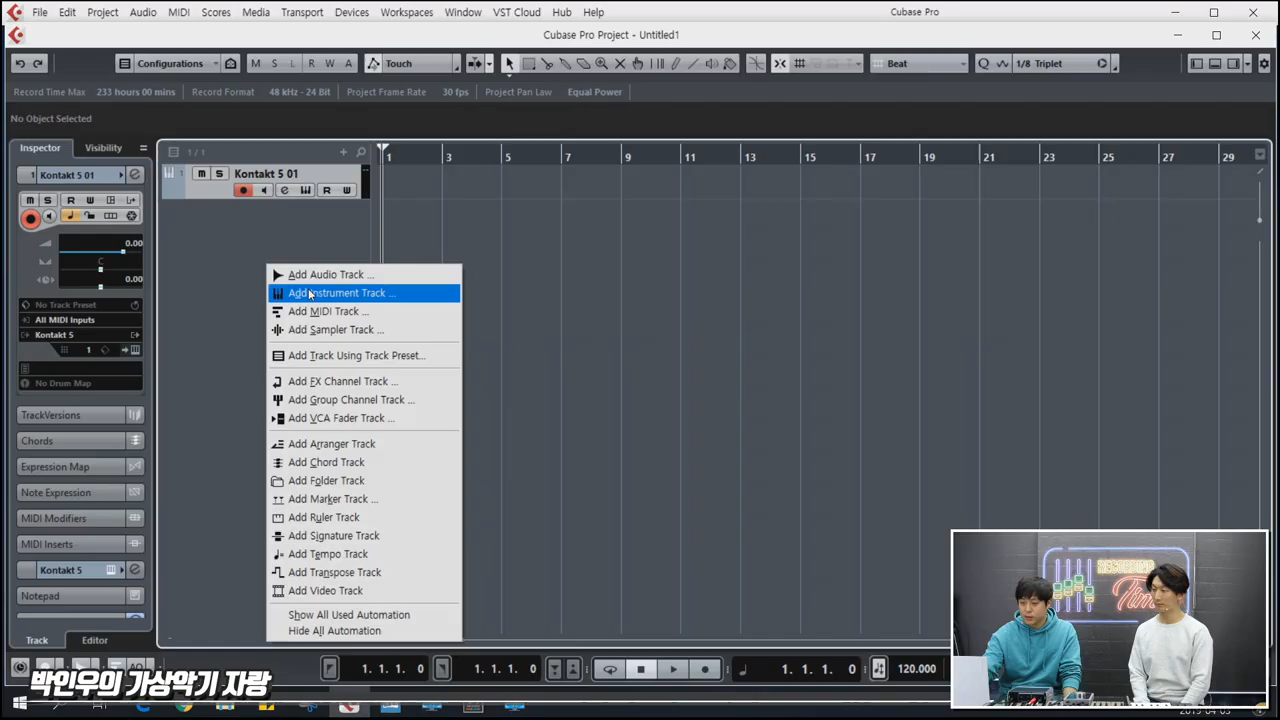 File Edit Project Audio MIDI Scores Media Transport Devices Workspaces Window VST Cloud Hub Help Cubase Pro
Cubase Pro Project - Untitled1
Configurations M S L R W A Touch Beat Q 1/8 Triplet
Record Time Max 233 hours 00 mins Record Format 48 kHz - 24 Bit Project Frame Rate 30 fps Project Pan Law Equal Power
No Object Selected
Inspector Visibility 1 / 1 1 3 5 7 9 11 13 15 17 19 21 23 25 27 29
1 Kontakt 5 01 1 M S Kontakt 5 01
M S R W R W
0.00
C
0.00
No Track Preset
All MIDI Inputs
Kontakt 5
1
No Drum Map
TrackVersions
Chords
Expression Map
Note Expression
MIDI Modifiers
MIDI Inserts
Kontakt 5
Notepad
Track Editor
Add Audio Track ...
Add Instrument Track ...
Add MIDI Track ...
Add Sampler Track ...
Add Track Using Track Preset...
Add FX Channel Track ...
Add Group Channel Track ...
Add VCA Fader Track ...
Add Arranger Track
Add Chord Track
Add Folder Track
Add Marker Track ...
Add Ruler Track
Add Signature Track
Add Tempo Track
Add Transpose Track
Add Video Track
Show All Used Automation
Hide All Automation
RECORDING
Time
1. 1. 1. 0 1. 1. 1. 0 1. 1. 1. 0 120.000
박인우의 가상악기 자랑